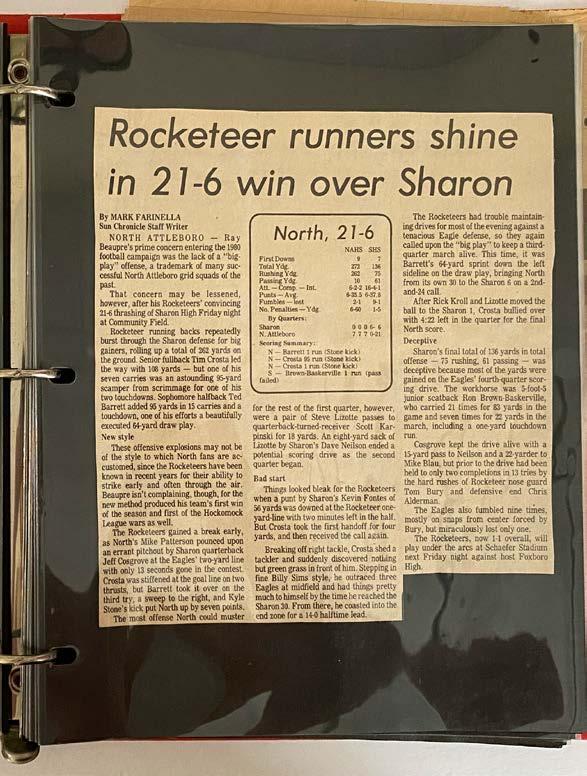 Rocketeer runners shine
in 21-6 win over Sharon
By MARK FARINELLA
Sun Chronicle Staff Writer
NORTH ATTLEBORO — Ray
Beaupre's prime concern entering the 1980
football campaign was the lack of a "big-
play" offense, a trademark of many suc-
cessful North Attleboro grid squads of the
past.
That concern may be lessened,
however, after his Rocketeers' convincing
21-6 thrashing of Sharon High Friday night
at Community Field.
Rocketeer running backs repeatedly
burst through the Sharon defense for big
gainers, rolling up a total of 262 yards on
the ground. Senior fullback Tim Crosta led
the way with 108 yards — but one of his
seven carries was an astounding 95-yard
scamper from scrimmage for one of his
two touchdowns. Sophomore halfback Ted
Barrett added 95 yards in 15 carries and a
touchdown, one of his efforts a beautifully
executed 64-yard draw play.
New style
These offensive explosions may not be
of the style to which North fans are ac-
customed, since the Rocketeers have been
known in recent years for their ability to
strike early and often through the air.
Beaupre isn't complaining, though, for the
new method produced his team's first win
of the season and first of the Hockomock
League wars as well.
The Rocketeers gained a break early,
as North's Mike Patterson pounced upon
an errant pitchout by Sharon quarterback
Jeff Cosgrove at the Eagles' two-yard line
with only 13 seconds gone in the contest.
Crosta was stiffened at the goal line on two
thrusts, but Barrett took it over on the
third try, a sweep to the right, and Kyle
Stone's kick put North up by seven points.
The most offense North could muster
North, 21-6
NAHS SHS
First Downs 9 7
Total Ydg. 273 136
Rushing Ydg. 262 75
Passing Ydg. 10 61
Att. — Comp. — Int. 6-2-2 16-4-1
Punts — Avg. 6-35.5 6-37.8
Fumbles — lost 2-1 9-1
No. Penalties — Ydg. 6-60 1-5
By Quarters:
Sharon 0 0 0 6- 6
N. Attleboro 7 7 7 0-21
Scoring Summary:
N — Barrett 1 run (Stone kick)
N — Crosta 95 run (Stone kick)
N — Crosta 1 run (Stone kick)
S — Brown-Baskerville 1 run (pass
failed)
for the rest of the first quarter, however,
were a pair of Steve Lizotte passes to
quarterback-turned-receiver Scott Kar-
pinski for 18 yards. An eight-yard sack of
Lizotte by Sharon's Dave Neilson ended a
potential scoring drive as the second
quarter began.
Bad start
Things looked bleak for the Rocketeers
when a punt by Sharon's Kevin Fontes of
56 yards was downed at the Rocketeer one-
yard-line with two minutes left in the half.
But Crosta took the first handoff for four
yards, and then received the call again.
Breaking off right tackle, Crosta shed a
tackler and suddenly discovered nothing
but green grass in front of him. Stepping in
fine Billy Sims style, he outraced three
Eagles at midfield and had things pretty
much to himself by the time he reached the
Sharon 30. From there, he coasted into the
end zone for a 14-0 halftime lead.
The Rocketeers had trouble maintain-
ing drives for most of the evening against a
tenacious Eagle defense, so they again
called upon the "big play" to keep a third-
quarter march alive. This time, it was
Barrett's 64-yard sprint down the left
sideline on the draw play, bringing North
from its own 30 to the Sharon 6 on a 2nd-
and-24 call.
After Rick Kroll and Lizotte moved the
ball to the Sharon 1, Crosta bullied over
with 4:22 left in the quarter for the final
North score.
Deceptive
Sharon's final total of 136 yards in total
offense — 75 rushing, 61 passing — was
deceptive because most of the yards were
gained on the Eagles' fourth-quarter scor-
ing drive. The workhorse was 5-foot-5
junior scatback Ron Brown-Baskerville,
who carried 21 times for 83 yards in the
game and seven times for 22 yards in the
march, including a one-yard touchdown
run.
Cosgrove kept the drive alive with a
15-yard pass to Neilson and a 22-yarder to
Mike Blau, but prior to the drive had been
held to only two completions in 13 tries by
the hard rushes of Rocketeer nose guard
Tom Bury and defensive end Chris
Alderman.
The Eagles also fumbled nine times,
mostly on snaps from center forced by
Bury, but miraculously lost only one.
The Rocketeers, now 1-1 overall, will
play under the arcs at Schaefer Stadium
next Friday night against host Foxboro
High.